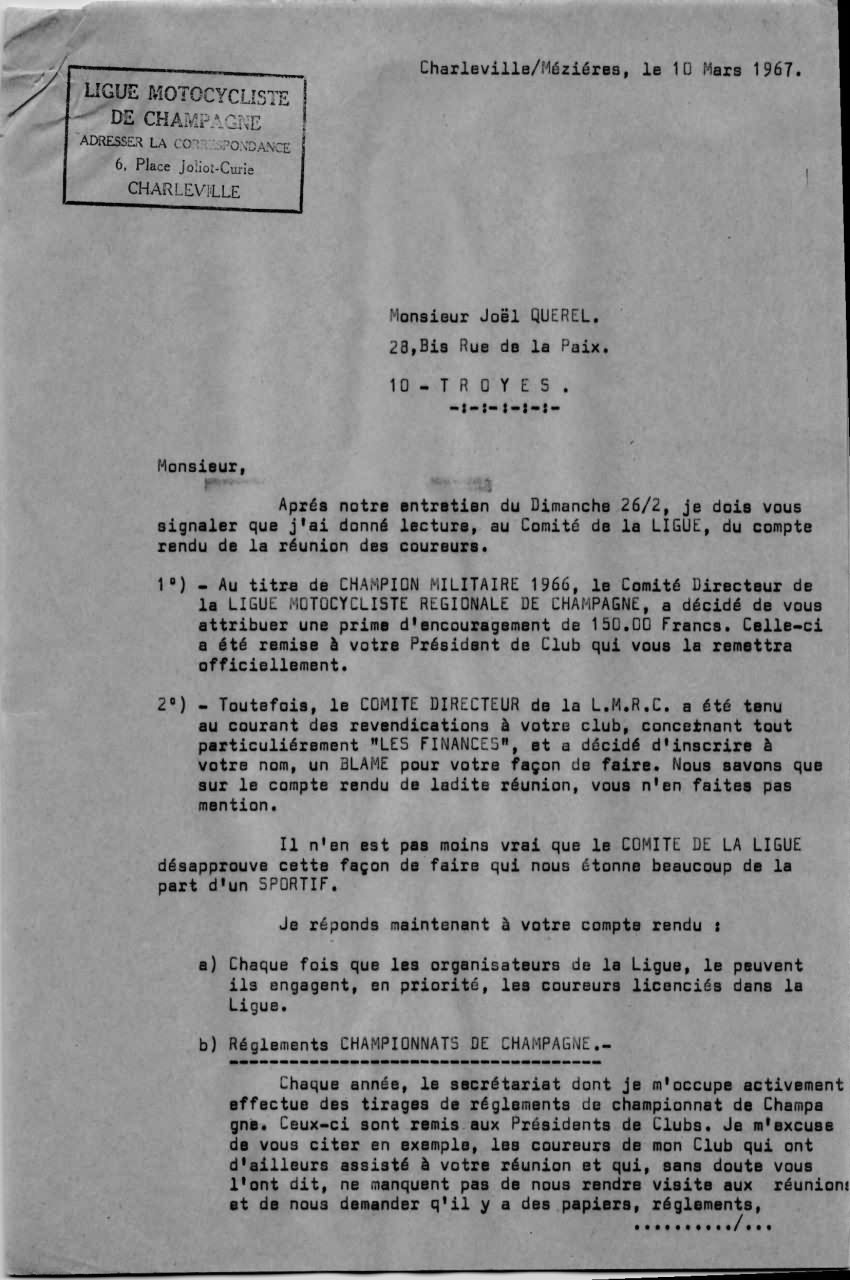 Charleville/Méziéres, le 10 Mars 1967.
LIGUE MOTOCYCLISTE
DE CHAMPAGNE
ADRESSER LA CORRESPONDANCE
6, Place Joliot-Curie
CHARLEVILLE
Monsieur Joël QUEREL.
28,Bis Rue de la Paix.
10 - T R O Y E S .
-:-:-:-:-:-
Monsieur,
Aprés notre entretien du Dimanche 26/2, je dois vous
signaler que j'ai donné lecture, au Comité de la LIGUE, du compte
rendu de la réunion des coureurs.
1°) - Au titre de CHAMPION MILITAIRE 1966, le Comité Directeur de
la LIGUE MOTOCYCLISTE REGIONALE DE CHAMPAGNE, a décidé de vous
attribuer une prime d'encouragement de 150.00 Francs. Celle-ci
a été remise à votre Président de Club qui vous la remettra
officiellement.
2°) - Toutefois, le COMITE DIRECTEUR de la L.M.R.C. a été tenu
au courant des revendications à votre club, concetnant tout
particuliérement "LES FINANCES", et a décidé d'inscrire à
votre nom, un BLAME pour votre façon de faire. Nous savons que
sur le compte rendu de ladite réunion, vous n'en faites pas
mention.
Il n'en est pas moins vrai que le COMITE DE LA LIGUE
désapprouve cette façon de faire qui nous étonne beaucoup de la
part d'un SPORTIF.
Je réponds maintenant à votre compte rendu :
a) Chaque fois que les organisateurs de la Ligue, le peuvent
ils engagent, en priorité, les coureurs licenciés dans la
Ligue.
b) Réglements CHAMPIONNATS DE CHAMPAGNE.-
Chaque année, le secrétariat dont je m'occupe activement
effectue des tirages de réglements de championnat de Champa
gne. Ceux-ci sont remis aux Présidents de Clubs. Je m'excuse
de vous citer en exemple, les coureurs de mon Club qui ont
d'ailleurs assisté à votre réunion et qui, sans doute vous
l'ont dit, ne manquent pas de nous rendre visite aux réunions
et de nous demander q'il y a des papiers, réglements,
........../...